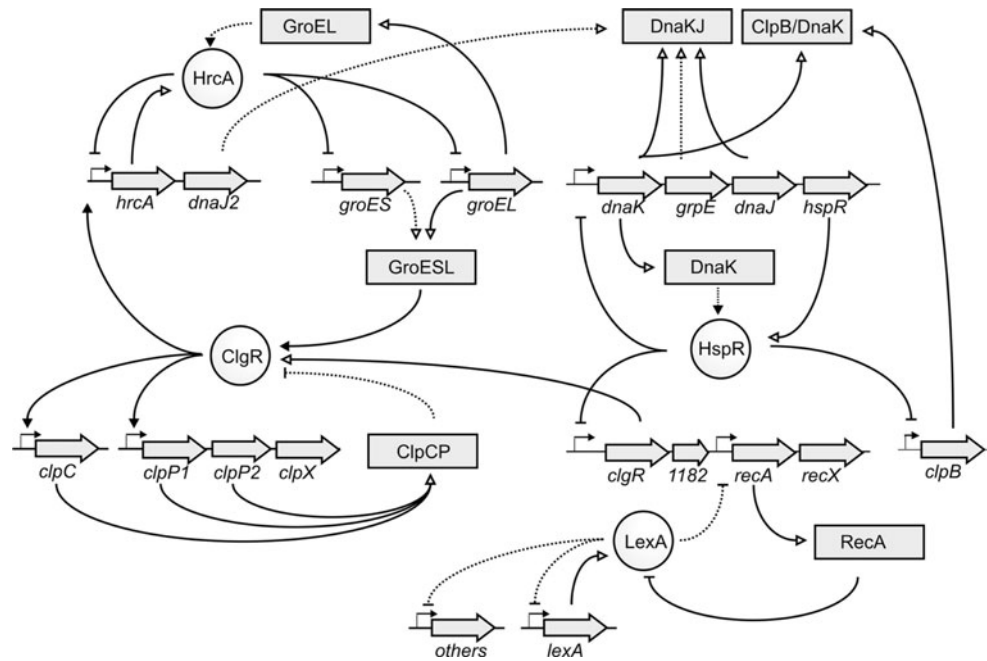 GroEL
DnaKJ
ClpB/DnaK
HrcA
hrcA
dnaJ2
groES
groEL
dnaK
grpE
dnaJ
hspR
GroESL
DnaK
ClgR
HspR
clpC
clpP1
clpP2
clpX
ClpCP
clgR
1182
recA
recX
clpB
LexA
RecA
others
lexA